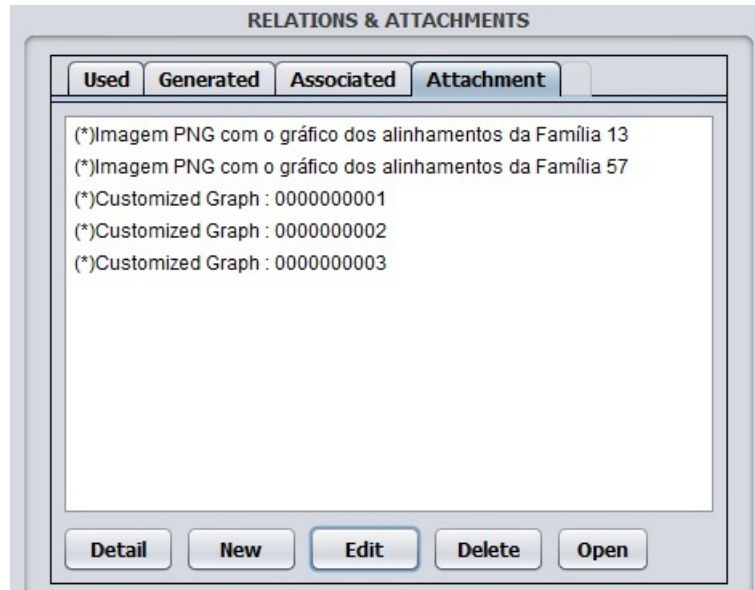 RELATIONS & ATTACHMENTS
Used Generated Associated Attachment
(*)Imagem PNG com o gráfico dos alinhamentos da Família 13
(*)Imagem PNG com o gráfico dos alinhamentos da Família 57
(*)Customized Graph : 0000000001
(*)Customized Graph : 0000000002
(*)Customized Graph : 0000000003
Detail New Edit Delete Open